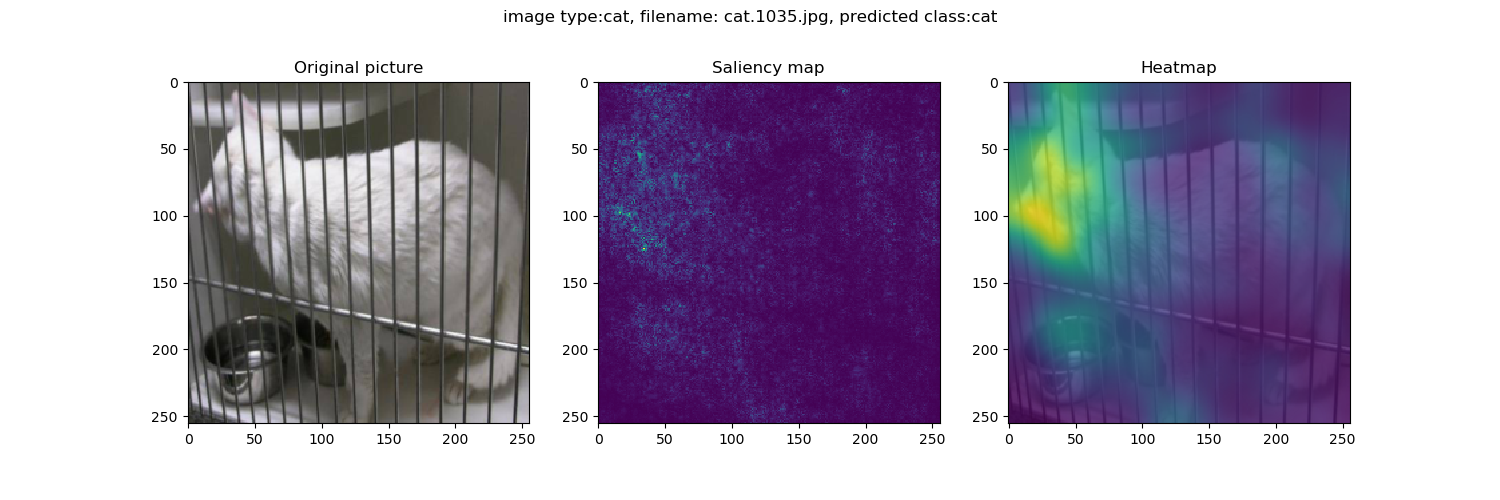 image type:cat, filename: cat.1035.jpg, predicted class:cat
Original picture
0
50
100
150
200
250
0 50 100 150 200 250
Saliency map
0
50
100
150
200
250
0 50 100 150 200 250
Heatmap
0
50
100
150
200
250
0 50 100 150 200 250